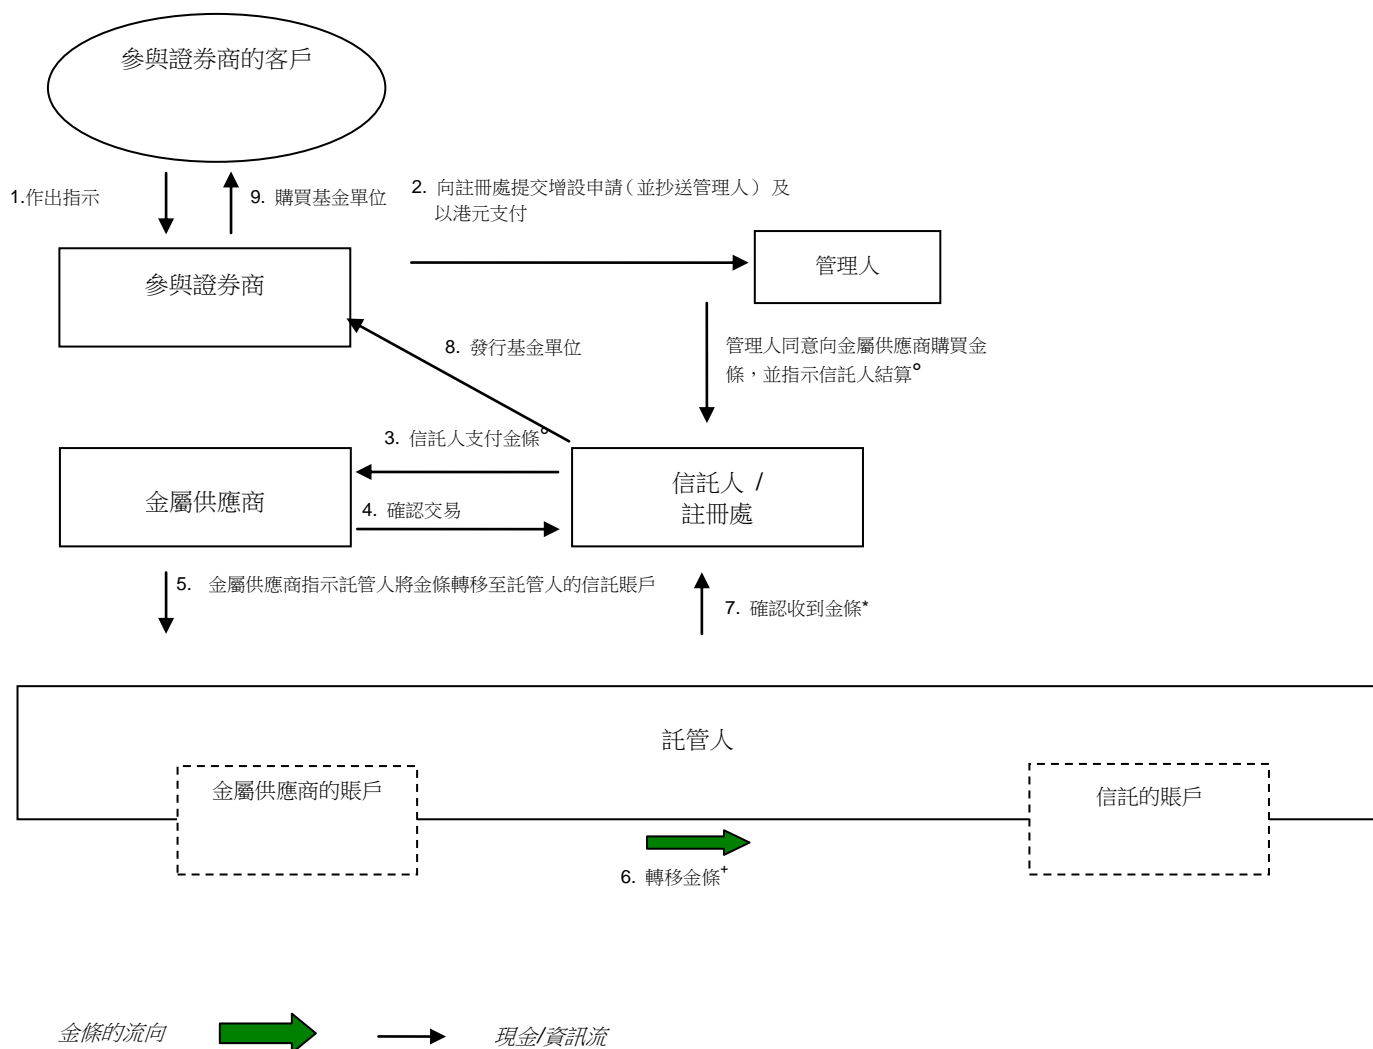 參與證券商的客戶
1.作出指示
9. 購買基金單位
2. 向註冊處提交增設申請（並抄送管理人）及
以港元支付
參與證券商
管理人
8. 發行基金單位
管理人同意向金屬供應商購買金
條，並指示信託人結算°
3. 信託人支付金條°
金屬供應商
4. 確認交易
信託人 /
註冊處
5. 金屬供應商指示託管人將金條轉移至託管人的信託賬戶
7. 確認收到金條*
託管人
金屬供應商的賬戶
信託的賬戶
6. 轉移金條+
金條的流向
現金/資訊流